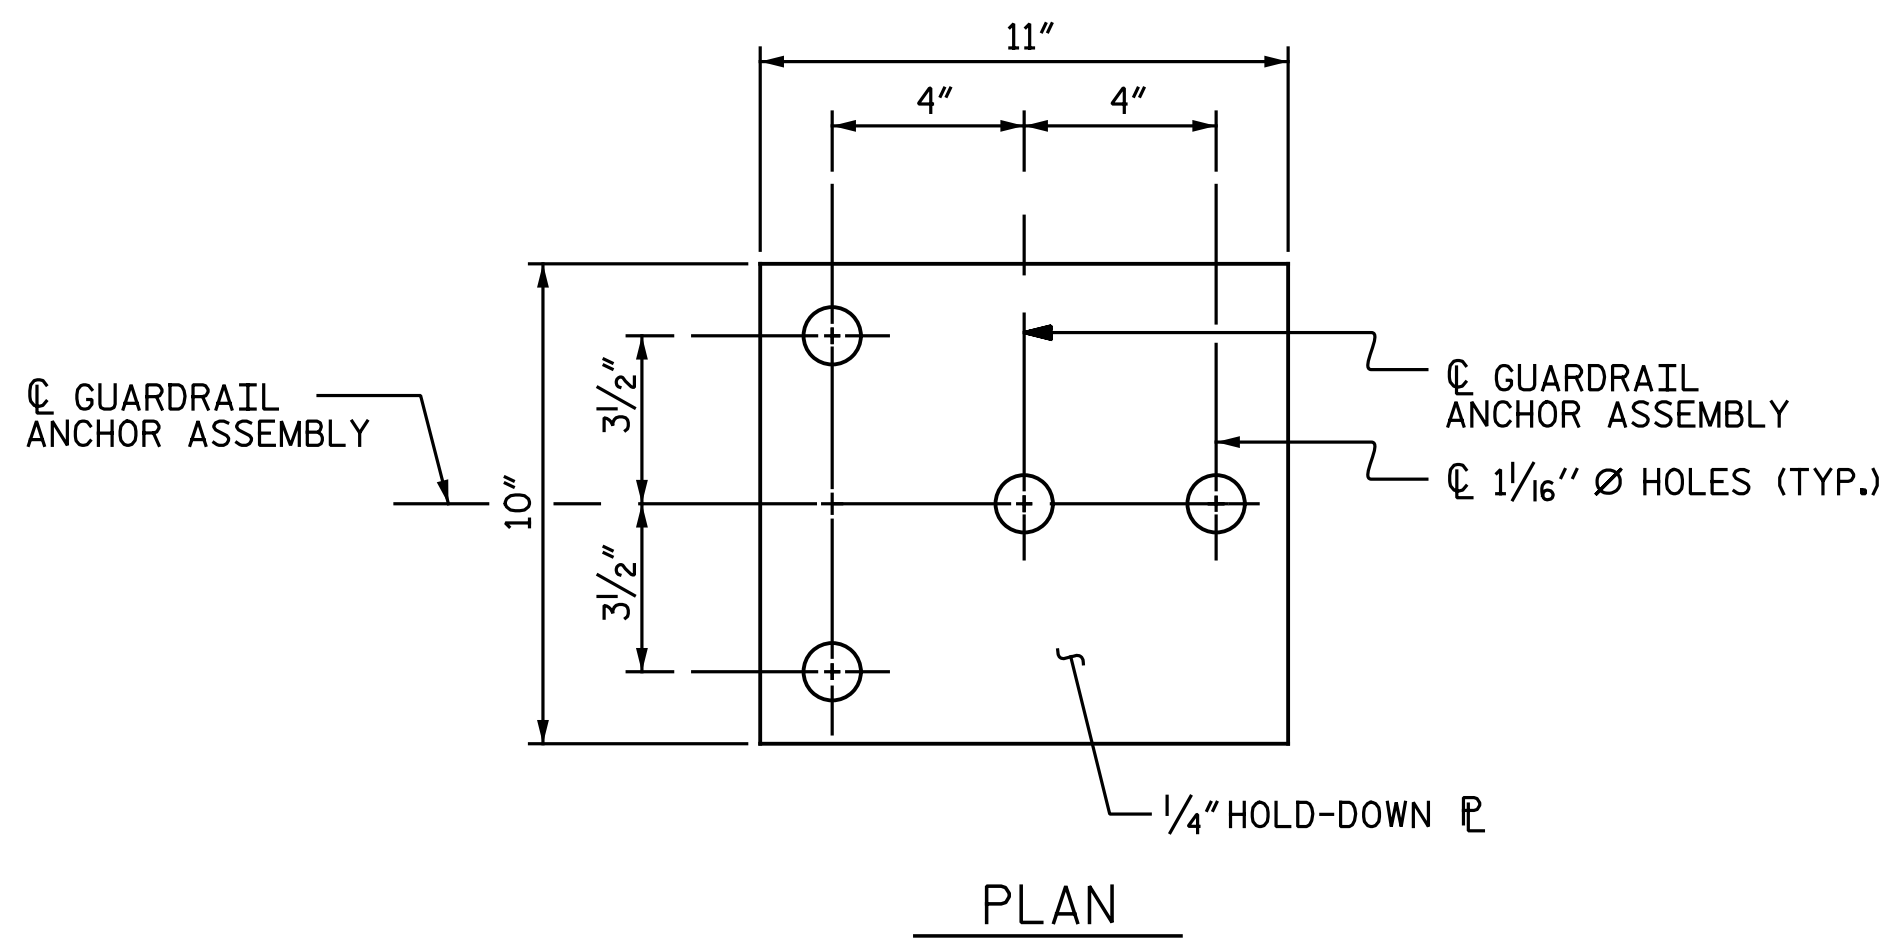 11"
4" 4"
3 1/2"
℄ GUARDRAIL
ANCHOR ASSEMBLY
℄ GUARDRAIL
ANCHOR ASSEMBLY
℄ 1 1/16" Ø HOLES (TYP.)
10"
3 1/2"
1/4" HOLD-DOWN ⅊
PLAN